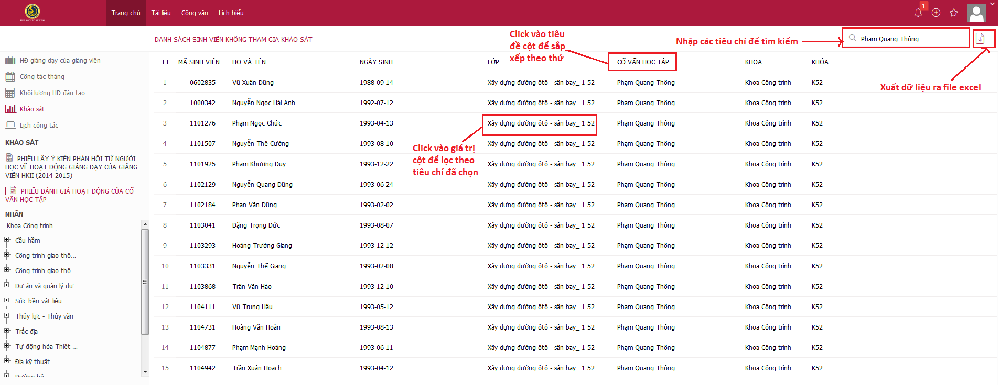 THE WAY TO SUCESS
Trang chủ Tài liệu Công văn Lịch biểu 1
DANH SÁCH SINH VIÊN KHÔNG THAM GIA KHẢO SÁT
Click vào tiêu
đề cột để sắp
xếp theo thứ
Nhập các tiêu chí để tìm kiếm
Phạm Quang Thông
Xuất dữ liệu ra file excel
HĐ giảng dạy của giảng viên
Công tác tháng
Khối lượng HĐ đào tạo
Khảo sát
Lịch công tác
KHẢO SÁT
PHIẾU LẤY Ý KIẾN PHẢN HỒI TỪ NGƯỜI
HỌC VỀ HOẠT ĐỘNG GIẢNG DẠY CỦA GIẢNG
VIÊN HKII (2014-2015)
PHIẾU ĐÁNH GIÁ HOẠT ĐỘNG CỦA CỐ
VẤN HỌC TẬP
NHÃN
Khoa Công trình
Cầu hầm
Công trình giao thô...
Công trình giao thô...
Dự án và quản lý dự...
Sức bền vật liệu
Thủy lực - Thủy văn
Trắc địa
Tự động hóa Thiết ...
Địa kỹ thuật
TT MÃ SINH VIÊN HỌ VÀ TÊN NGÀY SINH LỚP CỐ VẤN HỌC TẬP KHOA KHÓA
1 0602835 Vũ Xuân Dũng 1988-09-14 Xây dựng đường ôtô - sân bay_ 1 52 Phạm Quang Thông Khoa Công trình K52
2 1000342 Nguyễn Ngọc Hải Anh 1992-07-12 Xây dựng đường ôtô - sân bay_ 1 52 Phạm Quang Thông Khoa Công trình K52
3 1101276 Phạm Ngọc Chức 1993-04-13 Xây dựng đường ôtô - sân bay_ 1 52 Phạm Quang Thông Khoa Công trình K52
4 1101507 Nguyễn Thế Cường 1993-08-10 Xây dựng đường ôtô - sân bay_ 1 52 Phạm Quang Thông Khoa Công trình K52
5 1101925 Phạm Khương Duy 1993-12-22 Xây dựng đường ôtô - sân bay_ 1 52 Phạm Quang Thông Khoa Công trình K52
6 1102129 Nguyễn Quang Dũng 1993-06-24 Xây dựng đường ôtô - sân bay_ 1 52 Phạm Quang Thông Khoa Công trình K52
7 1102184 Phan Văn Dũng 1993-02-02 Xây dựng đường ôtô - sân bay_ 1 52 Phạm Quang Thông Khoa Công trình K52
8 1103041 Đặng Trọng Đức 1993-08-07 Xây dựng đường ôtô - sân bay_ 1 52 Phạm Quang Thông Khoa Công trình K52
9 1103293 Hoàng Trường Giang 1993-12-12 Xây dựng đường ôtô - sân bay_ 1 52 Phạm Quang Thông Khoa Công trình K52
10 1103331 Nguyễn Thế Giang 1993-02-08 Xây dựng đường ôtô - sân bay_ 1 52 Phạm Quang Thông Khoa Công trình K52
11 1103868 Trần Văn Hảo 1993-12-10 Xây dựng đường ôtô - sân bay_ 1 52 Phạm Quang Thông Khoa Công trình K52
12 1104111 Vũ Trung Hậu 1993-05-12 Xây dựng đường ôtô - sân bay_ 1 52 Phạm Quang Thông Khoa Công trình K52
13 1104731 Hoàng Văn Hoàn 1993-08-13 Xây dựng đường ôtô - sân bay_ 1 52 Phạm Quang Thông Khoa Công trình K52
14 1104877 Phạm Mạnh Hoàng 1993-06-11 Xây dựng đường ôtô - sân bay_ 1 52 Phạm Quang Thông Khoa Công trình K52
15 1104942 Trần Xuân Hoạch 1993-04-12 Xây dựng đường ôtô - sân bay_ 1 52 Phạm Quang Thông Khoa Công trình K52
Click vào giá trị
cột để lọc theo
tiêu chí đã chọn